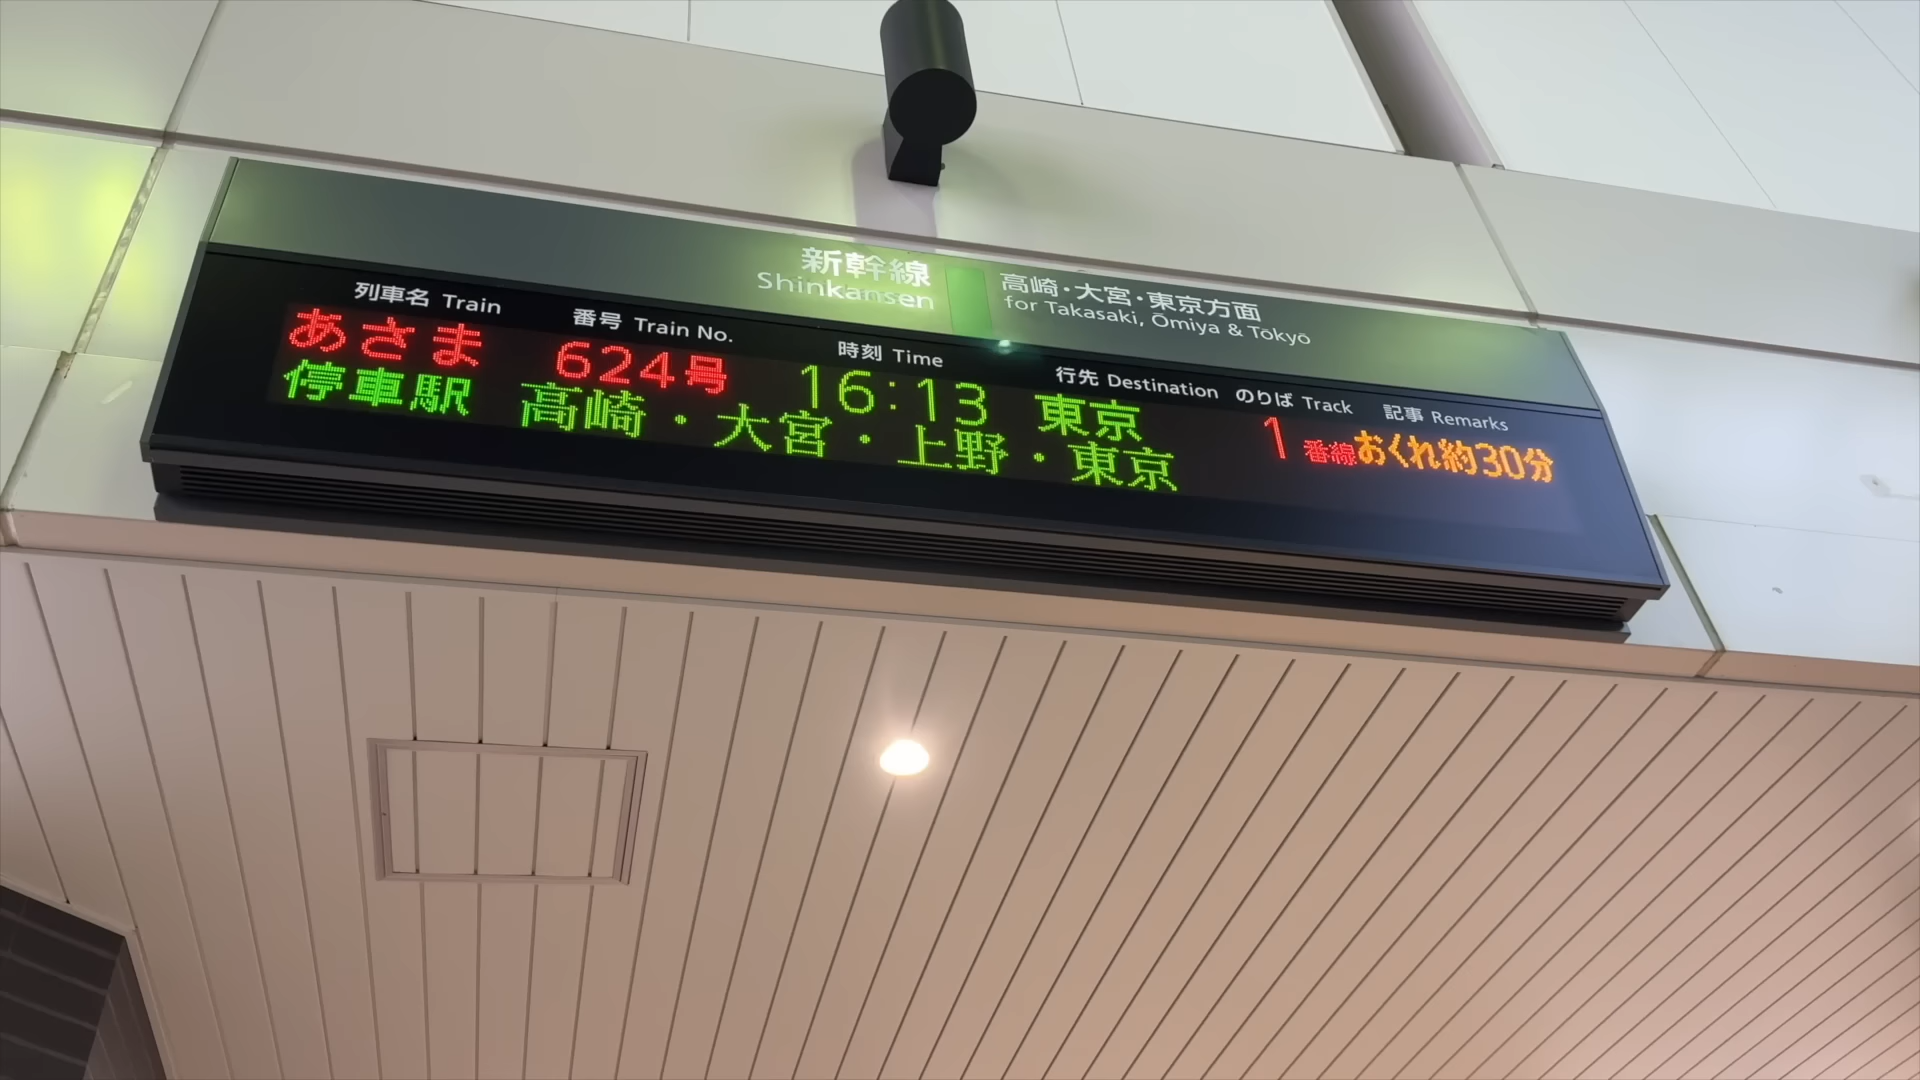 新幹線 高崎・大宮・東京方面
Shinkansen for Takasaki, Ōmiya & Tōkyō
列車名 Train 番号 Train No. 時刻 Time 行先 Destination のりば Track 記事 Remarks
あさま 624号 16:13 東京 1番線 おくれ約30分
停車駅 高崎・大宮・上野・東京